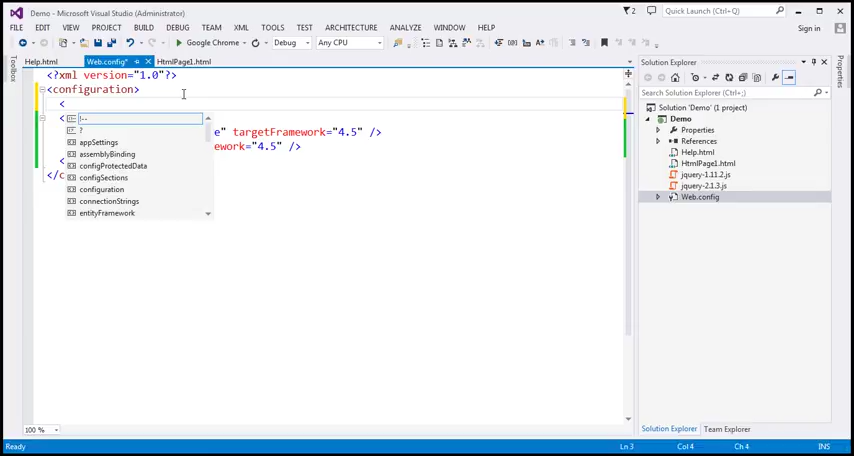 Demo - Microsoft Visual Studio (Administrator)
2
Quick Launch (Ctrl+Q)
FILE EDIT VIEW PROJECT BUILD DEBUG TEAM XML TOOLS TEST ARCHITECTURE ANALYZE WINDOW HELP
Sign in
Google Chrome
Debug
Any CPU
Toolbox
Help.html
Web.config*
HtmlPage1.html
<?xml version="1.0"?>
<configuration>
<
<
e" targetFramework="4.5" />
ework="4.5" />
<
</c
!--
?
appSettings
assemblyBinding
configProtectedData
configSections
configuration
connectionStrings
entityFramework
100 %
Solution Explorer
Search Solution Explorer (Ctrl+;)
Solution 'Demo' (1 project)
Demo
Properties
References
Help.html
HtmlPage1.html
jquery-1.11.2.js
jquery-2.1.3.js
Web.config
Solution Explorer
Team Explorer
Properties
Ready
Ln 3
Col 4
Ch 4
INS